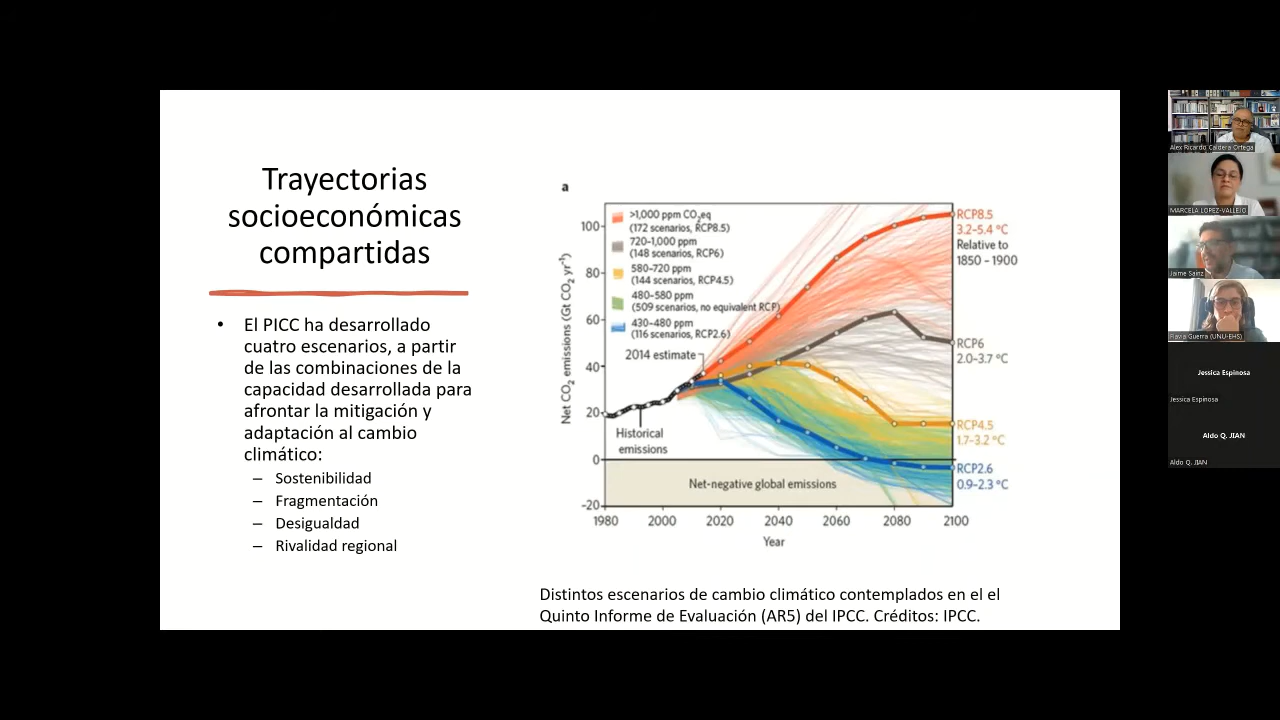 Trayectorias
socioeconómicas
compartidas
• El PICC ha desarrollado
cuatro escenarios, a partir
de las combinaciones de la
capacidad desarrollada para
afrontar la mitigación y
adaptación al cambio
climático:
– Sostenibilidad
– Fragmentación
– Desigualdad
– Rivalidad regional
a
Net CO2 emissions (Gt CO2 yr-1)
100
80
60
40
20
0
-20
>1,000 ppm CO2eq
(172 scenarios, RCP8.5)
720–1,000 ppm
(148 scenarios, RCP6)
580–720 ppm
(144 scenarios, RCP4.5)
480–580 ppm
(509 scenarios, no equivalent RCP)
430–480 ppm
(116 scenarios, RCP2.6)
2014 estimate
Historical
emissions
Net-negative global emissions
RCP8.5
3.2–5.4 °C
Relative to
1850 – 1900
RCP6
2.0–3.7 °C
RCP4.5
1.7–3.2 °C
RCP2.6
0.9–2.3 °C
1980 2000 2020 2040 2060 2080 2100
Year
Distintos escenarios de cambio climático contemplados en el el
Quinto Informe de Evaluación (AR5) del IPCC. Créditos: IPCC.
Alex Ricardo Caldera Ortega
MARCELA LOPEZ-VALLEJO
Jaime Sainz
Flavia Guerra (UNU-EHS)
Jessica Espinosa
Jessica Espinosa
Aldo Q. JIAN
Aldo Q. JIAN